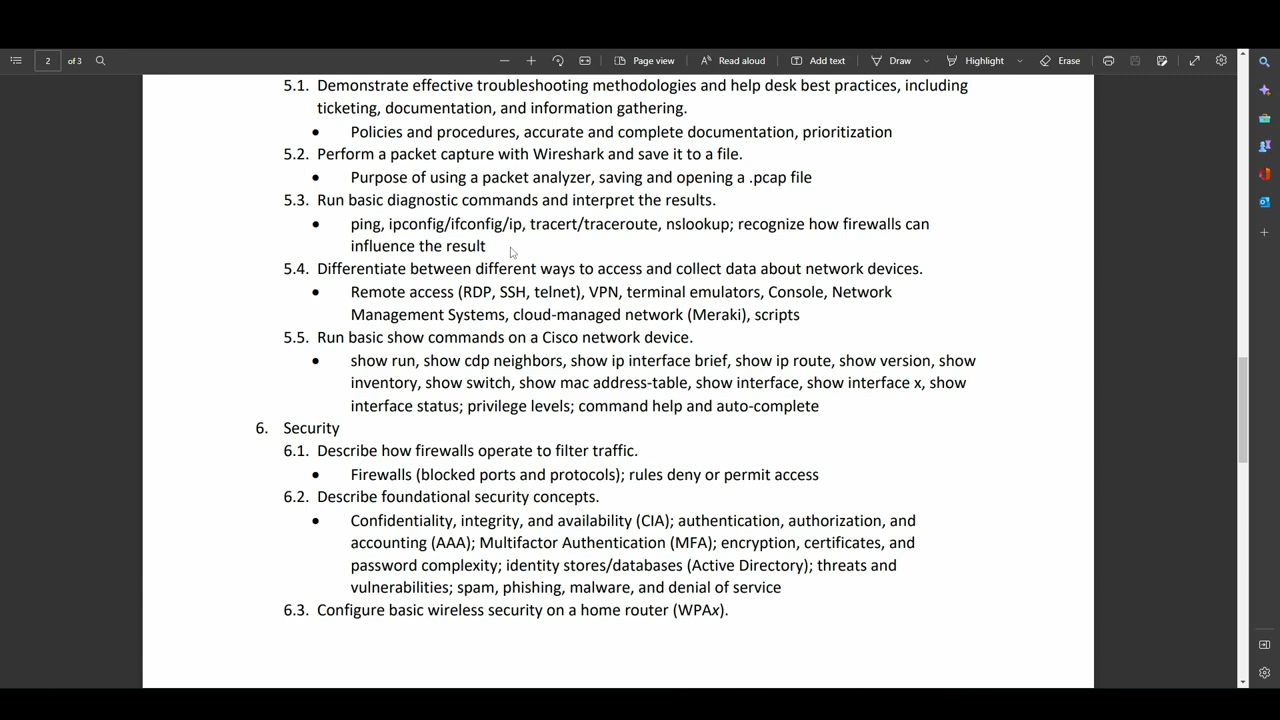 2 of 3 Page view Read aloud Add text Draw Highlight Erase
5.1. Demonstrate effective troubleshooting methodologies and help desk best practices, including
ticketing, documentation, and information gathering.
• Policies and procedures, accurate and complete documentation, prioritization
5.2. Perform a packet capture with Wireshark and save it to a file.
• Purpose of using a packet analyzer, saving and opening a .pcap file
5.3. Run basic diagnostic commands and interpret the results.
• ping, ipconfig/ifconfig/ip, tracert/traceroute, nslookup; recognize how firewalls can
influence the result
5.4. Differentiate between different ways to access and collect data about network devices.
• Remote access (RDP, SSH, telnet), VPN, terminal emulators, Console, Network
Management Systems, cloud-managed network (Meraki), scripts
5.5. Run basic show commands on a Cisco network device.
• show run, show cdp neighbors, show ip interface brief, show ip route, show version, show
inventory, show switch, show mac address-table, show interface, show interface x, show
interface status; privilege levels; command help and auto-complete
6. Security
6.1. Describe how firewalls operate to filter traffic.
• Firewalls (blocked ports and protocols); rules deny or permit access
6.2. Describe foundational security concepts.
• Confidentiality, integrity, and availability (CIA); authentication, authorization, and
accounting (AAA); Multifactor Authentication (MFA); encryption, certificates, and
password complexity; identity stores/databases (Active Directory); threats and
vulnerabilities; spam, phishing, malware, and denial of service
6.3. Configure basic wireless security on a home router (WPAx).